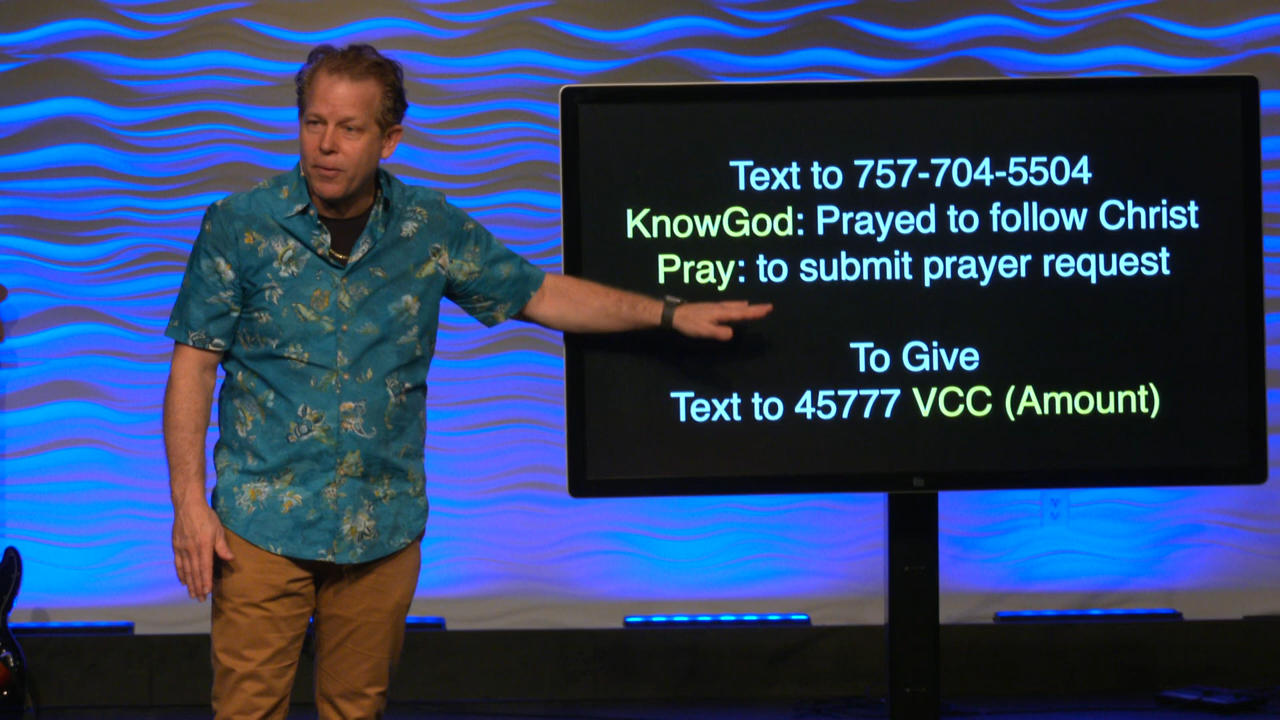 Text to 757-704-5504
KnowGod: Prayed to follow Christ
Pray: to submit prayer request
To Give
Text to 45777 VCC (Amount)